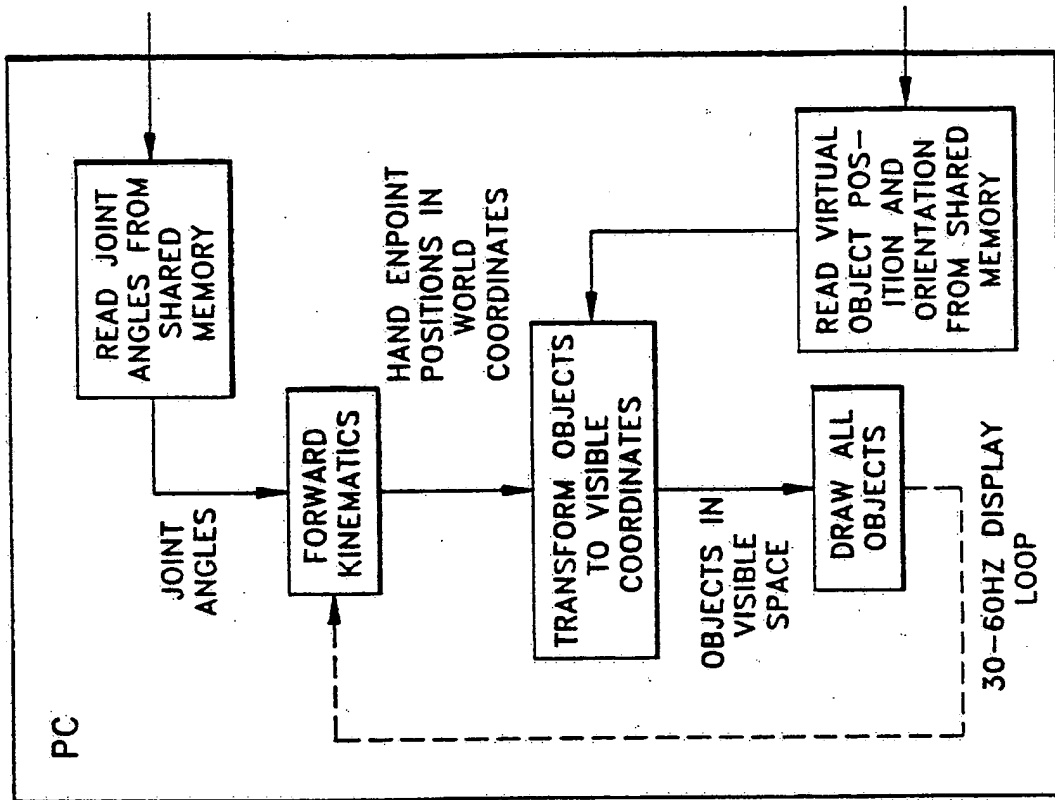 PC
READ JOINT
ANGLES FROM
SHARED
MEMORY
JOINT
ANGLES
FORWARD
KINEMATICS
HAND ENPOINT
POSITIONS IN
WORLD
COORDINATES
TRANSFORM OBJECTS
TO VISIBLE
COORDINATES
READ VIRTUAL
OBJECT POS-
ITION AND
ORIENTATION
FROM SHARED
MEMORY
OBJECTS IN
VISIBLE
SPACE
DRAW ALL
OBJECTS
30-60HZ DISPLAY
LOOP